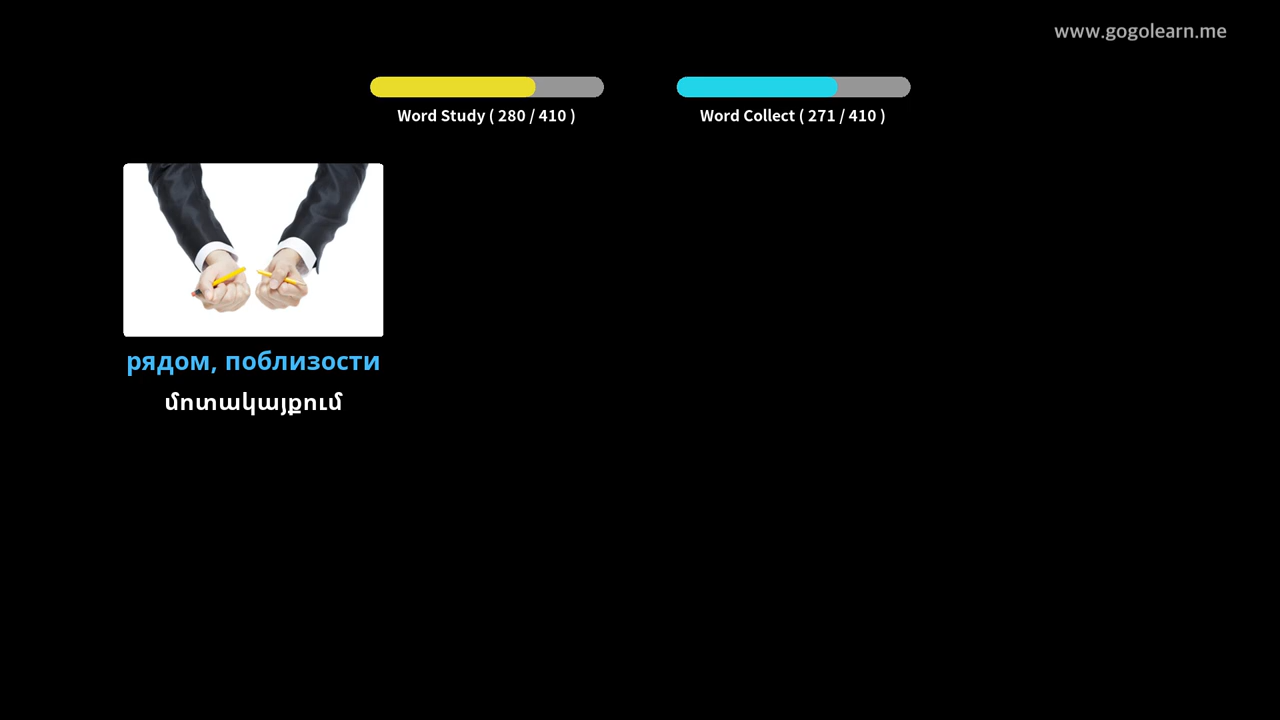 www.gogolearn.me
Word Study ( 280 / 410 )
Word Collect ( 271 / 410 )
рядом, поблизости
մոտակայքում